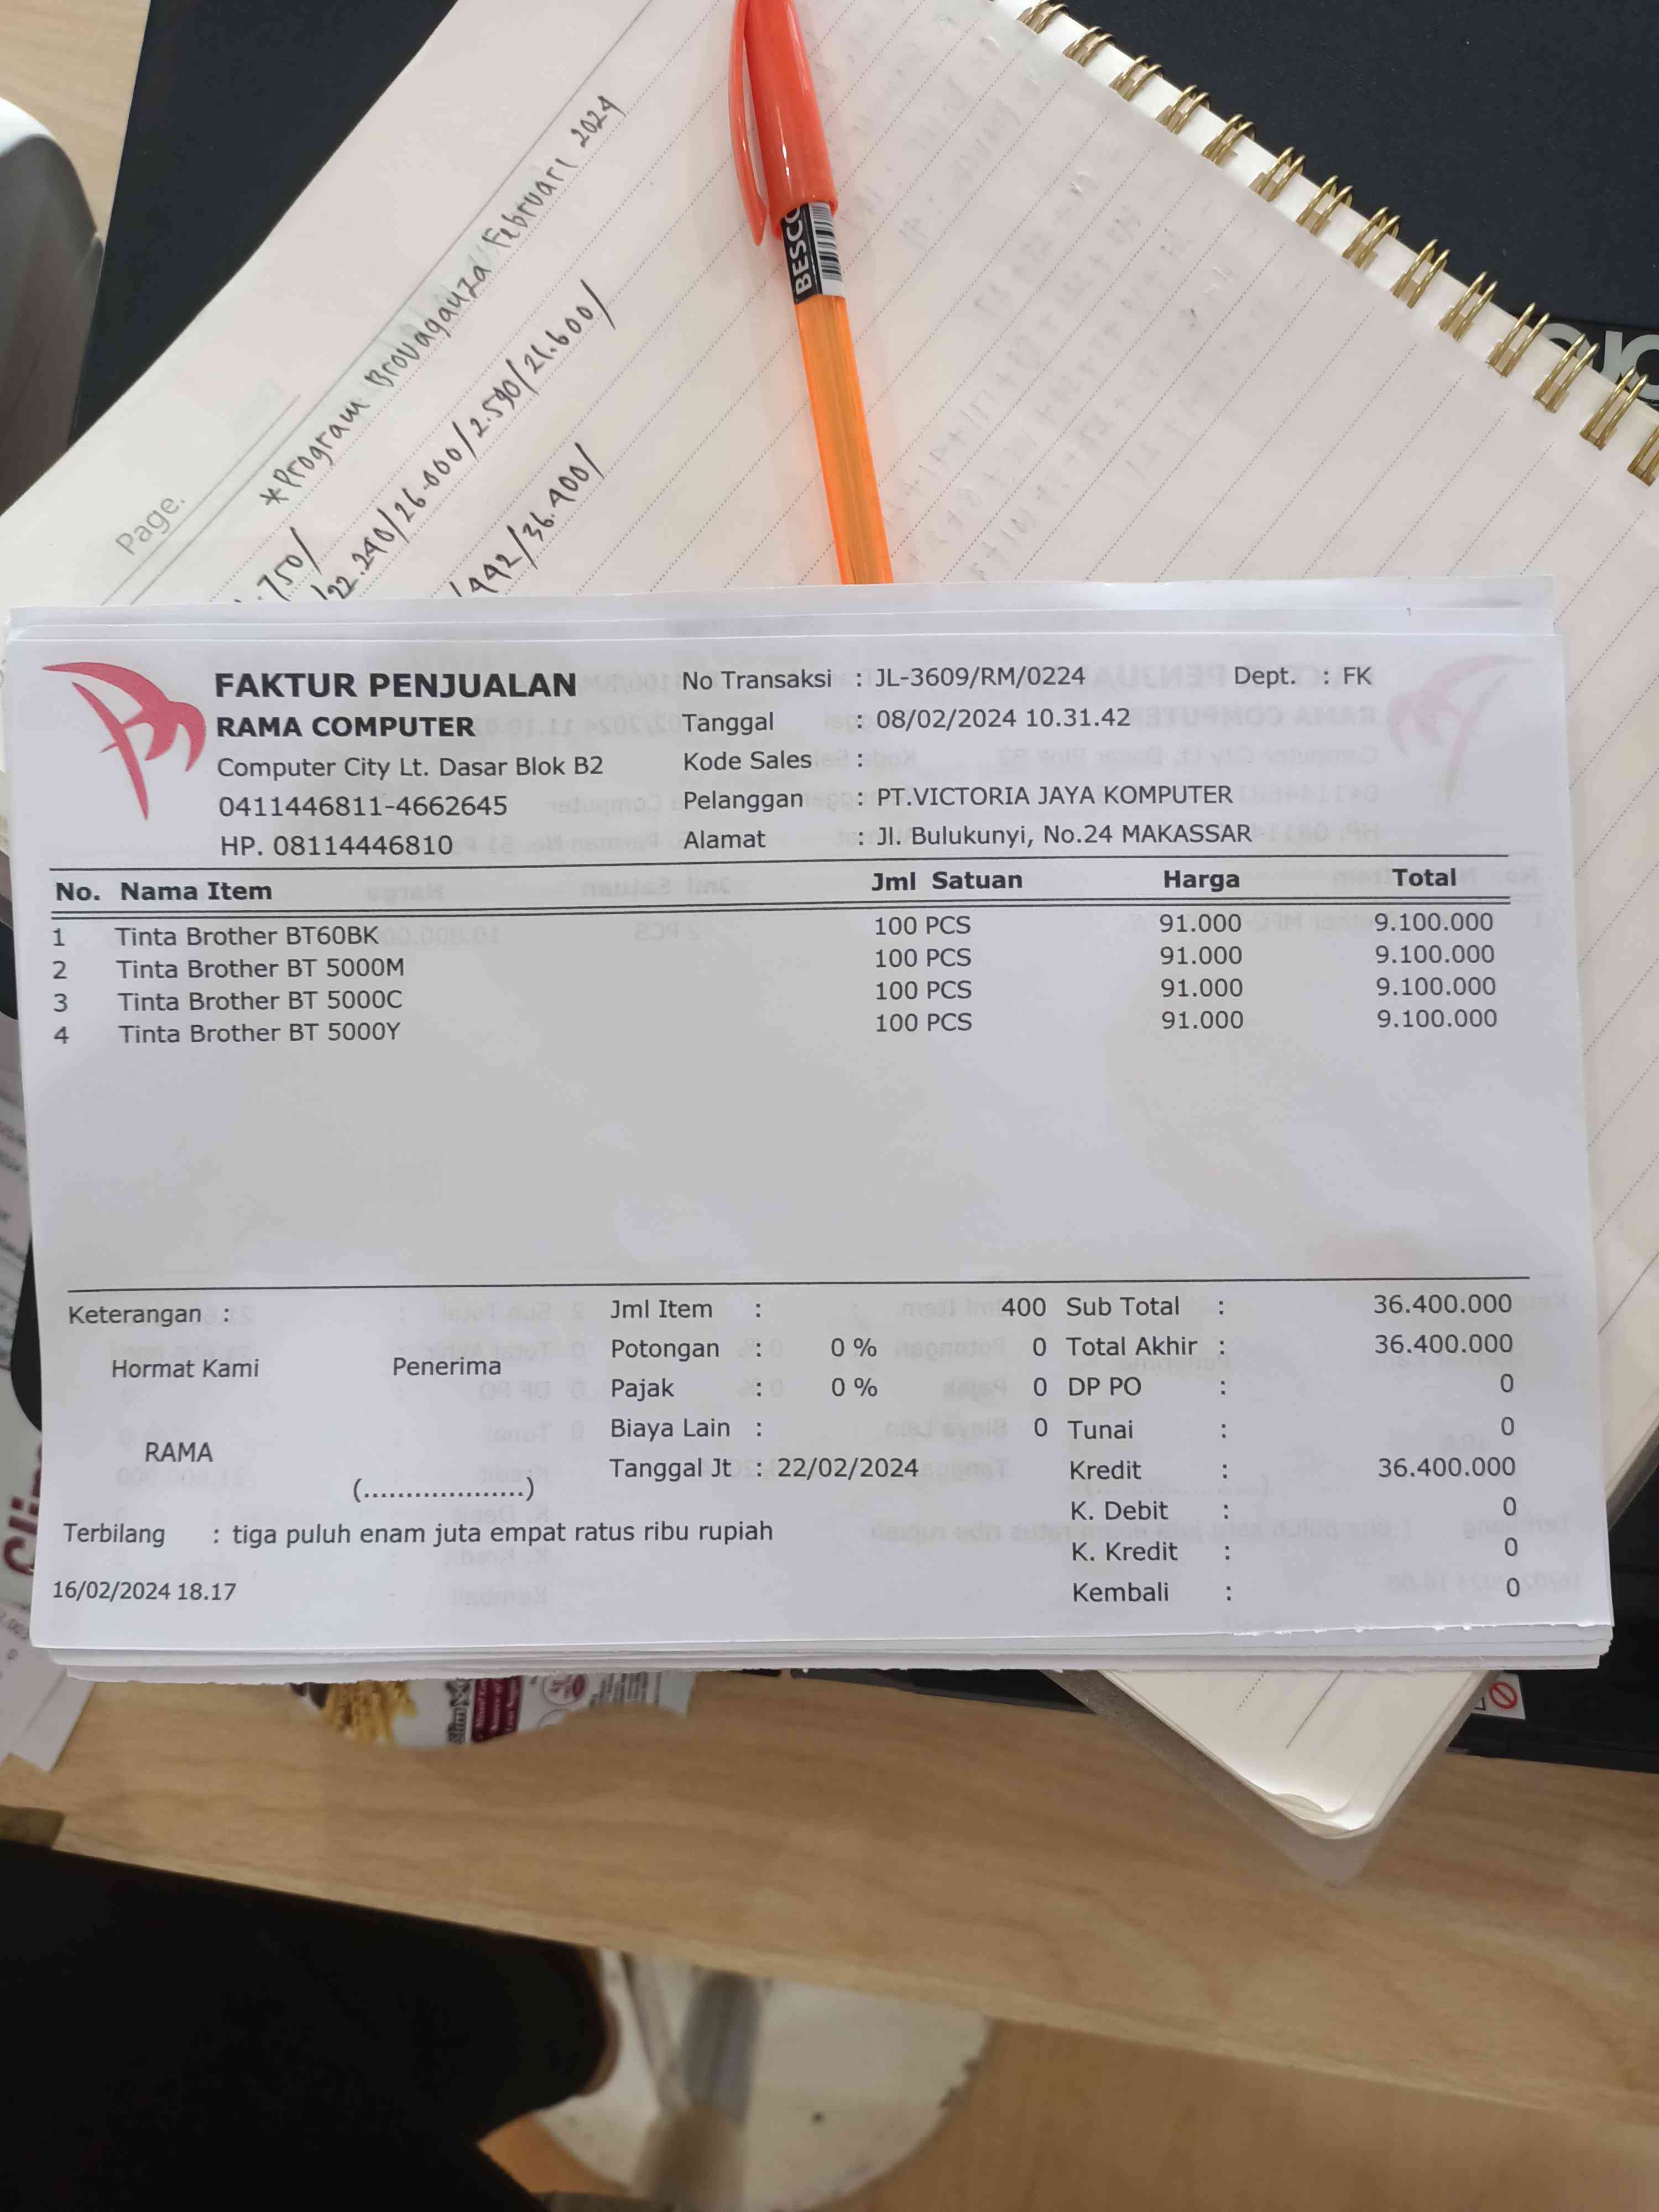 Page.
*Program Brovaganza/Februari 2024
.750/
22.240/26.000/2.590/21.600/
/442/36.400/
BESCO
FAKTUR PENJUALAN
RAMA COMPUTER
Computer City Lt. Dasar Blok B2
0411446811-4662645
HP. 08114446810
No Transaksi : JL-3609/RM/0224 Dept. : FK
Tanggal : 08/02/2024 10.31.42
Kode Sales :
Pelanggan : PT.VICTORIA JAYA KOMPUTER
Alamat : Jl. Bulukunyi, No.24 MAKASSAR
No. Nama Item Jml Satuan Harga Total
1 Tinta Brother BT60BK 100 PCS 91.000 9.100.000
2 Tinta Brother BT 5000M 100 PCS 91.000 9.100.000
3 Tinta Brother BT 5000C 100 PCS 91.000 9.100.000
4 Tinta Brother BT 5000Y 100 PCS 91.000 9.100.000
Keterangan :
Hormat Kami Penerima
RAMA
(...................)
Jml Item : 400 Sub Total : 36.400.000
Potongan : 0 % 0 Total Akhir : 36.400.000
Pajak : 0 % 0 DP PO : 0
Biaya Lain : 0 Tunai : 0
Tanggal Jt : 22/02/2024 Kredit : 36.400.000
K. Debit : 0
K. Kredit : 0
Kembali : 0
Terbilang : tiga puluh enam juta empat ratus ribu rupiah
16/02/2024 18.17